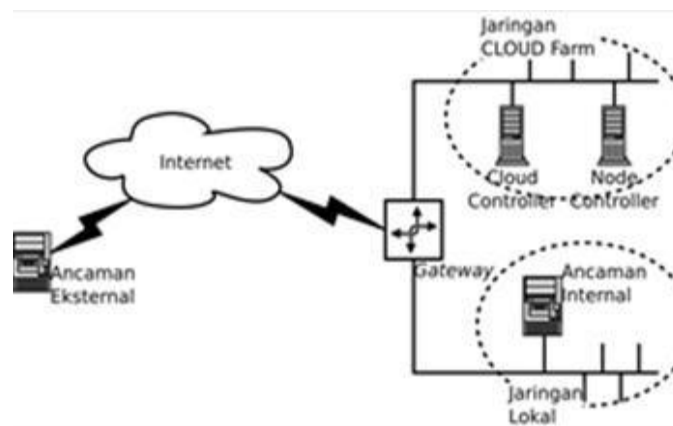 Jaringan
CLOUD Farm
Internet
Cloud
Controller
Node
Controller
Gateway
Ancaman
Eksternal
Ancaman
Internal
Jaringan
Lokal